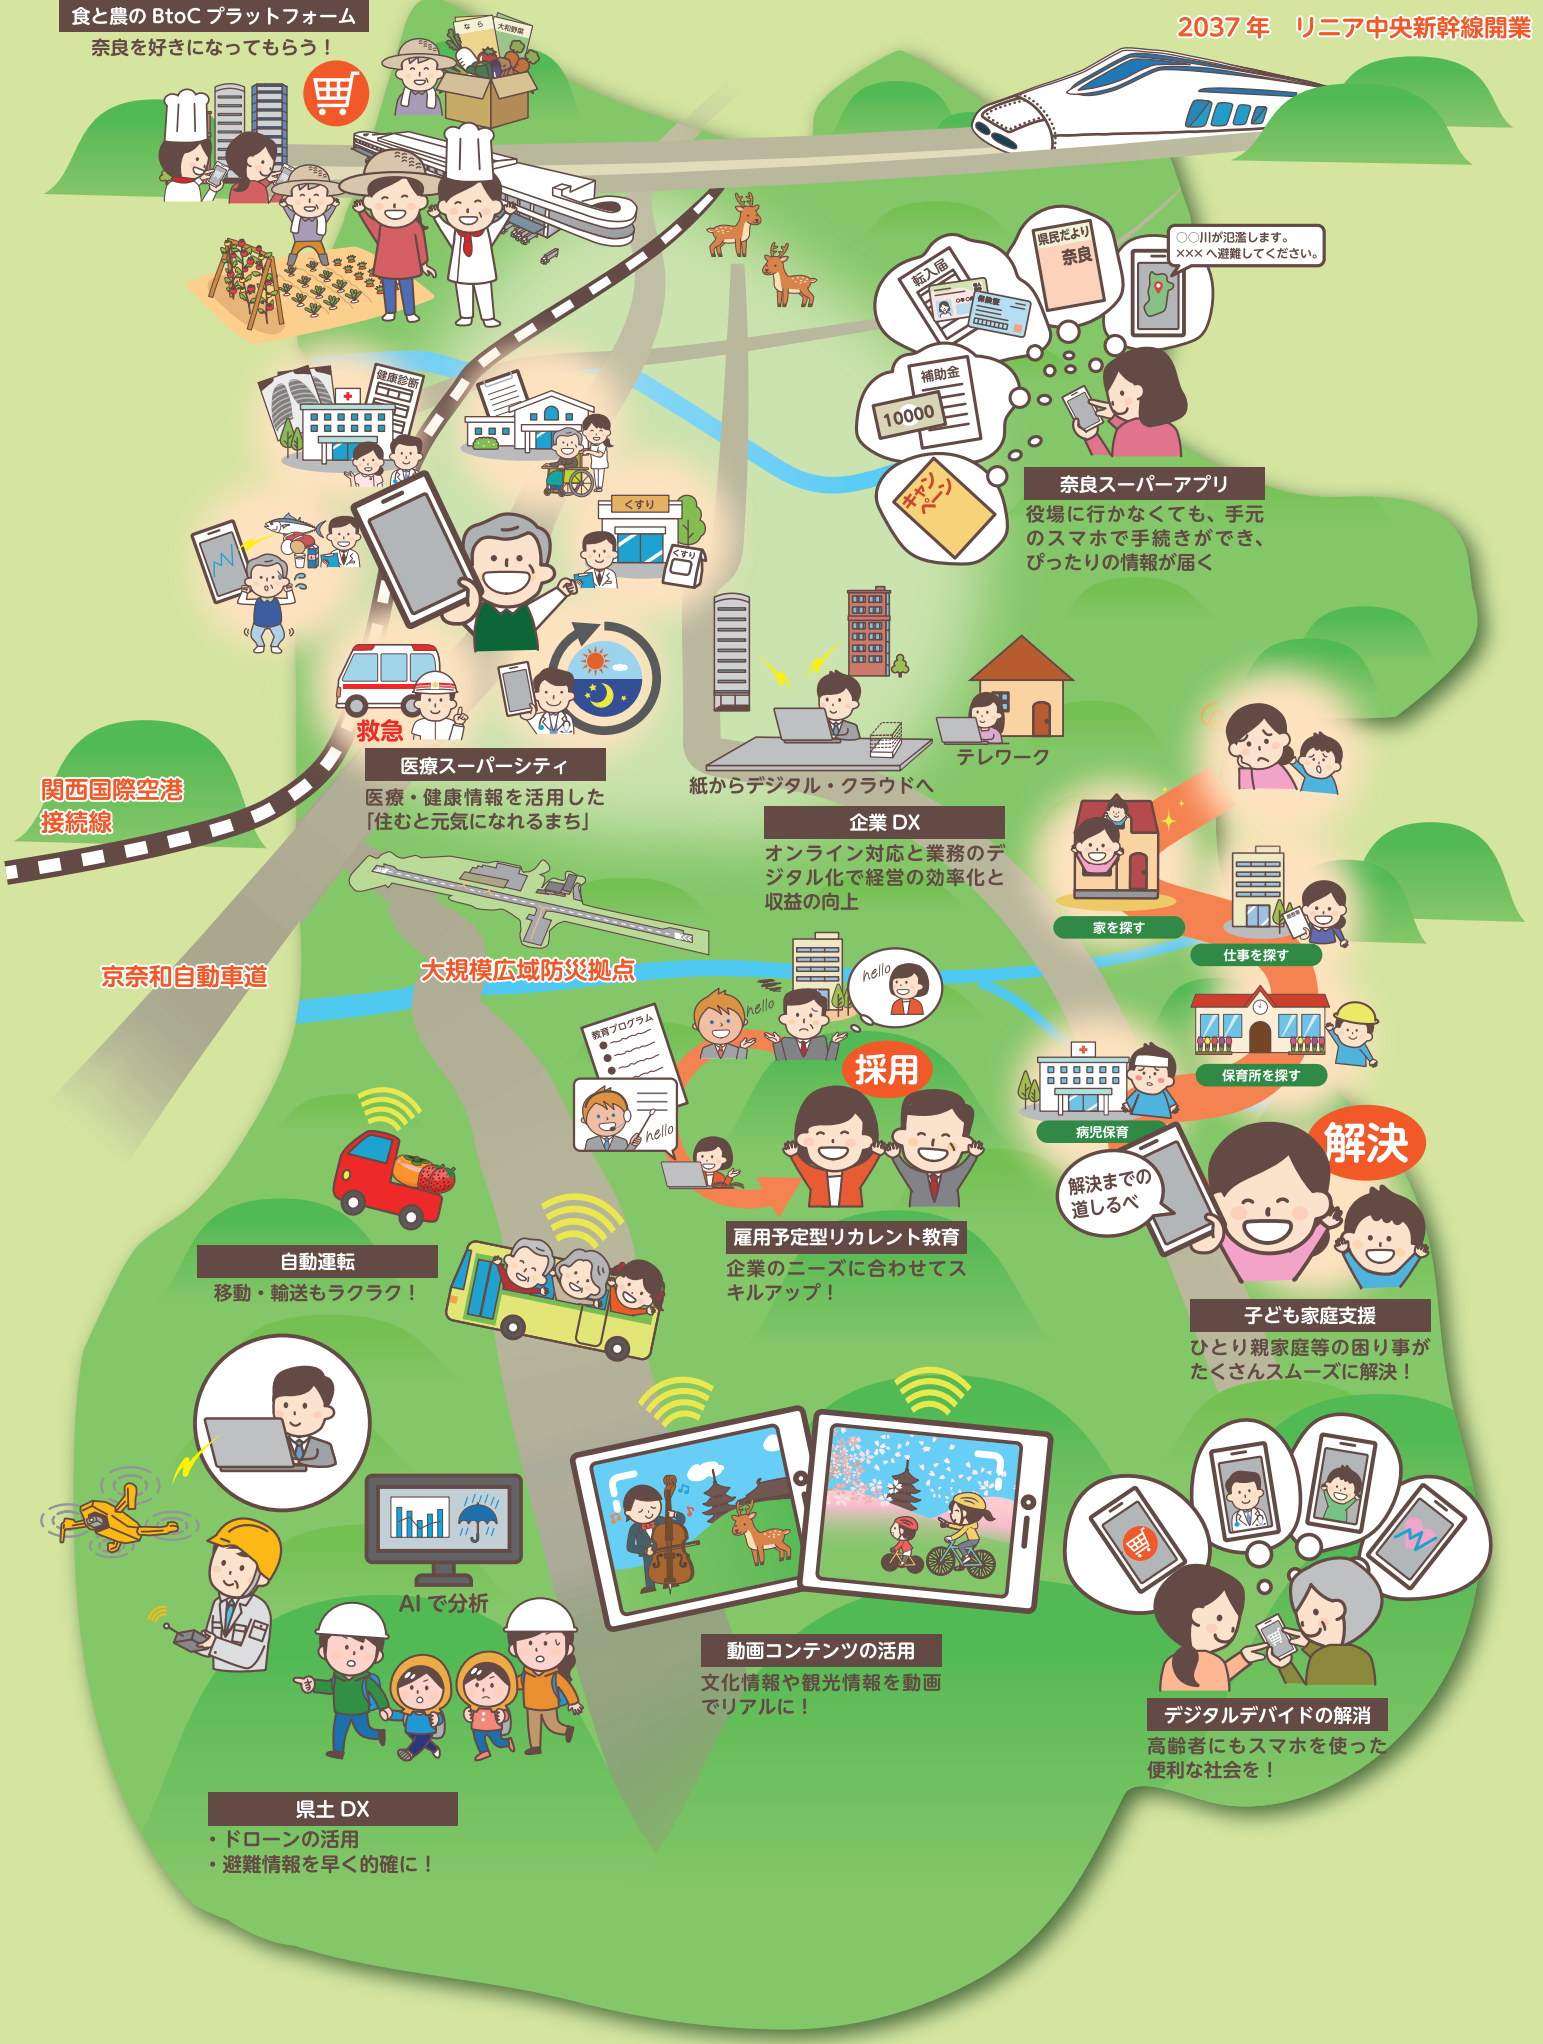 食と農の BtoC プラットフォーム
奈良を好きになってもらう！
なら
大和野菜
2037 年　リニア中央新幹線開業
転入届
保険証
県民だより
奈良
○○川が氾濫します。
××× へ避難してください。
補助金
10000
キャン
ペーン
奈良スーパーアプリ
役場に行かなくても、手元
のスマホで手続きができ、
ぴったりの情報が届く
健康診断
くすり
くすり
救急
医療スーパーシティ
医療・健康情報を活用した
「住むと元気になれるまち」
テレワーク
紙からデジタル・クラウドへ
企業 DX
オンライン対応と業務のデ
ジタル化で経営の効率化と
収益の向上
関西国際空港
接続線
京奈和自動車道
大規模広域防災拠点
家を探す
仕事を探す
保育所を探す
病児保育
解決までの
道しるべ
解決
子ども家庭支援
ひとり親家庭等の困り事が
たくさんスムーズに解決！
教育プログラム
hello
hello
hello
採用
雇用予定型リカレント教育
企業のニーズに合わせてス
キルアップ！
自動運転
移動・輸送もラクラク！
AI で分析
県土 DX
・ドローンの活用
・避難情報を早く的確に！
動画コンテンツの活用
文化情報や観光情報を動画
でリアルに！
デジタルデバイドの解消
高齢者にもスマホを使った
便利な社会を！